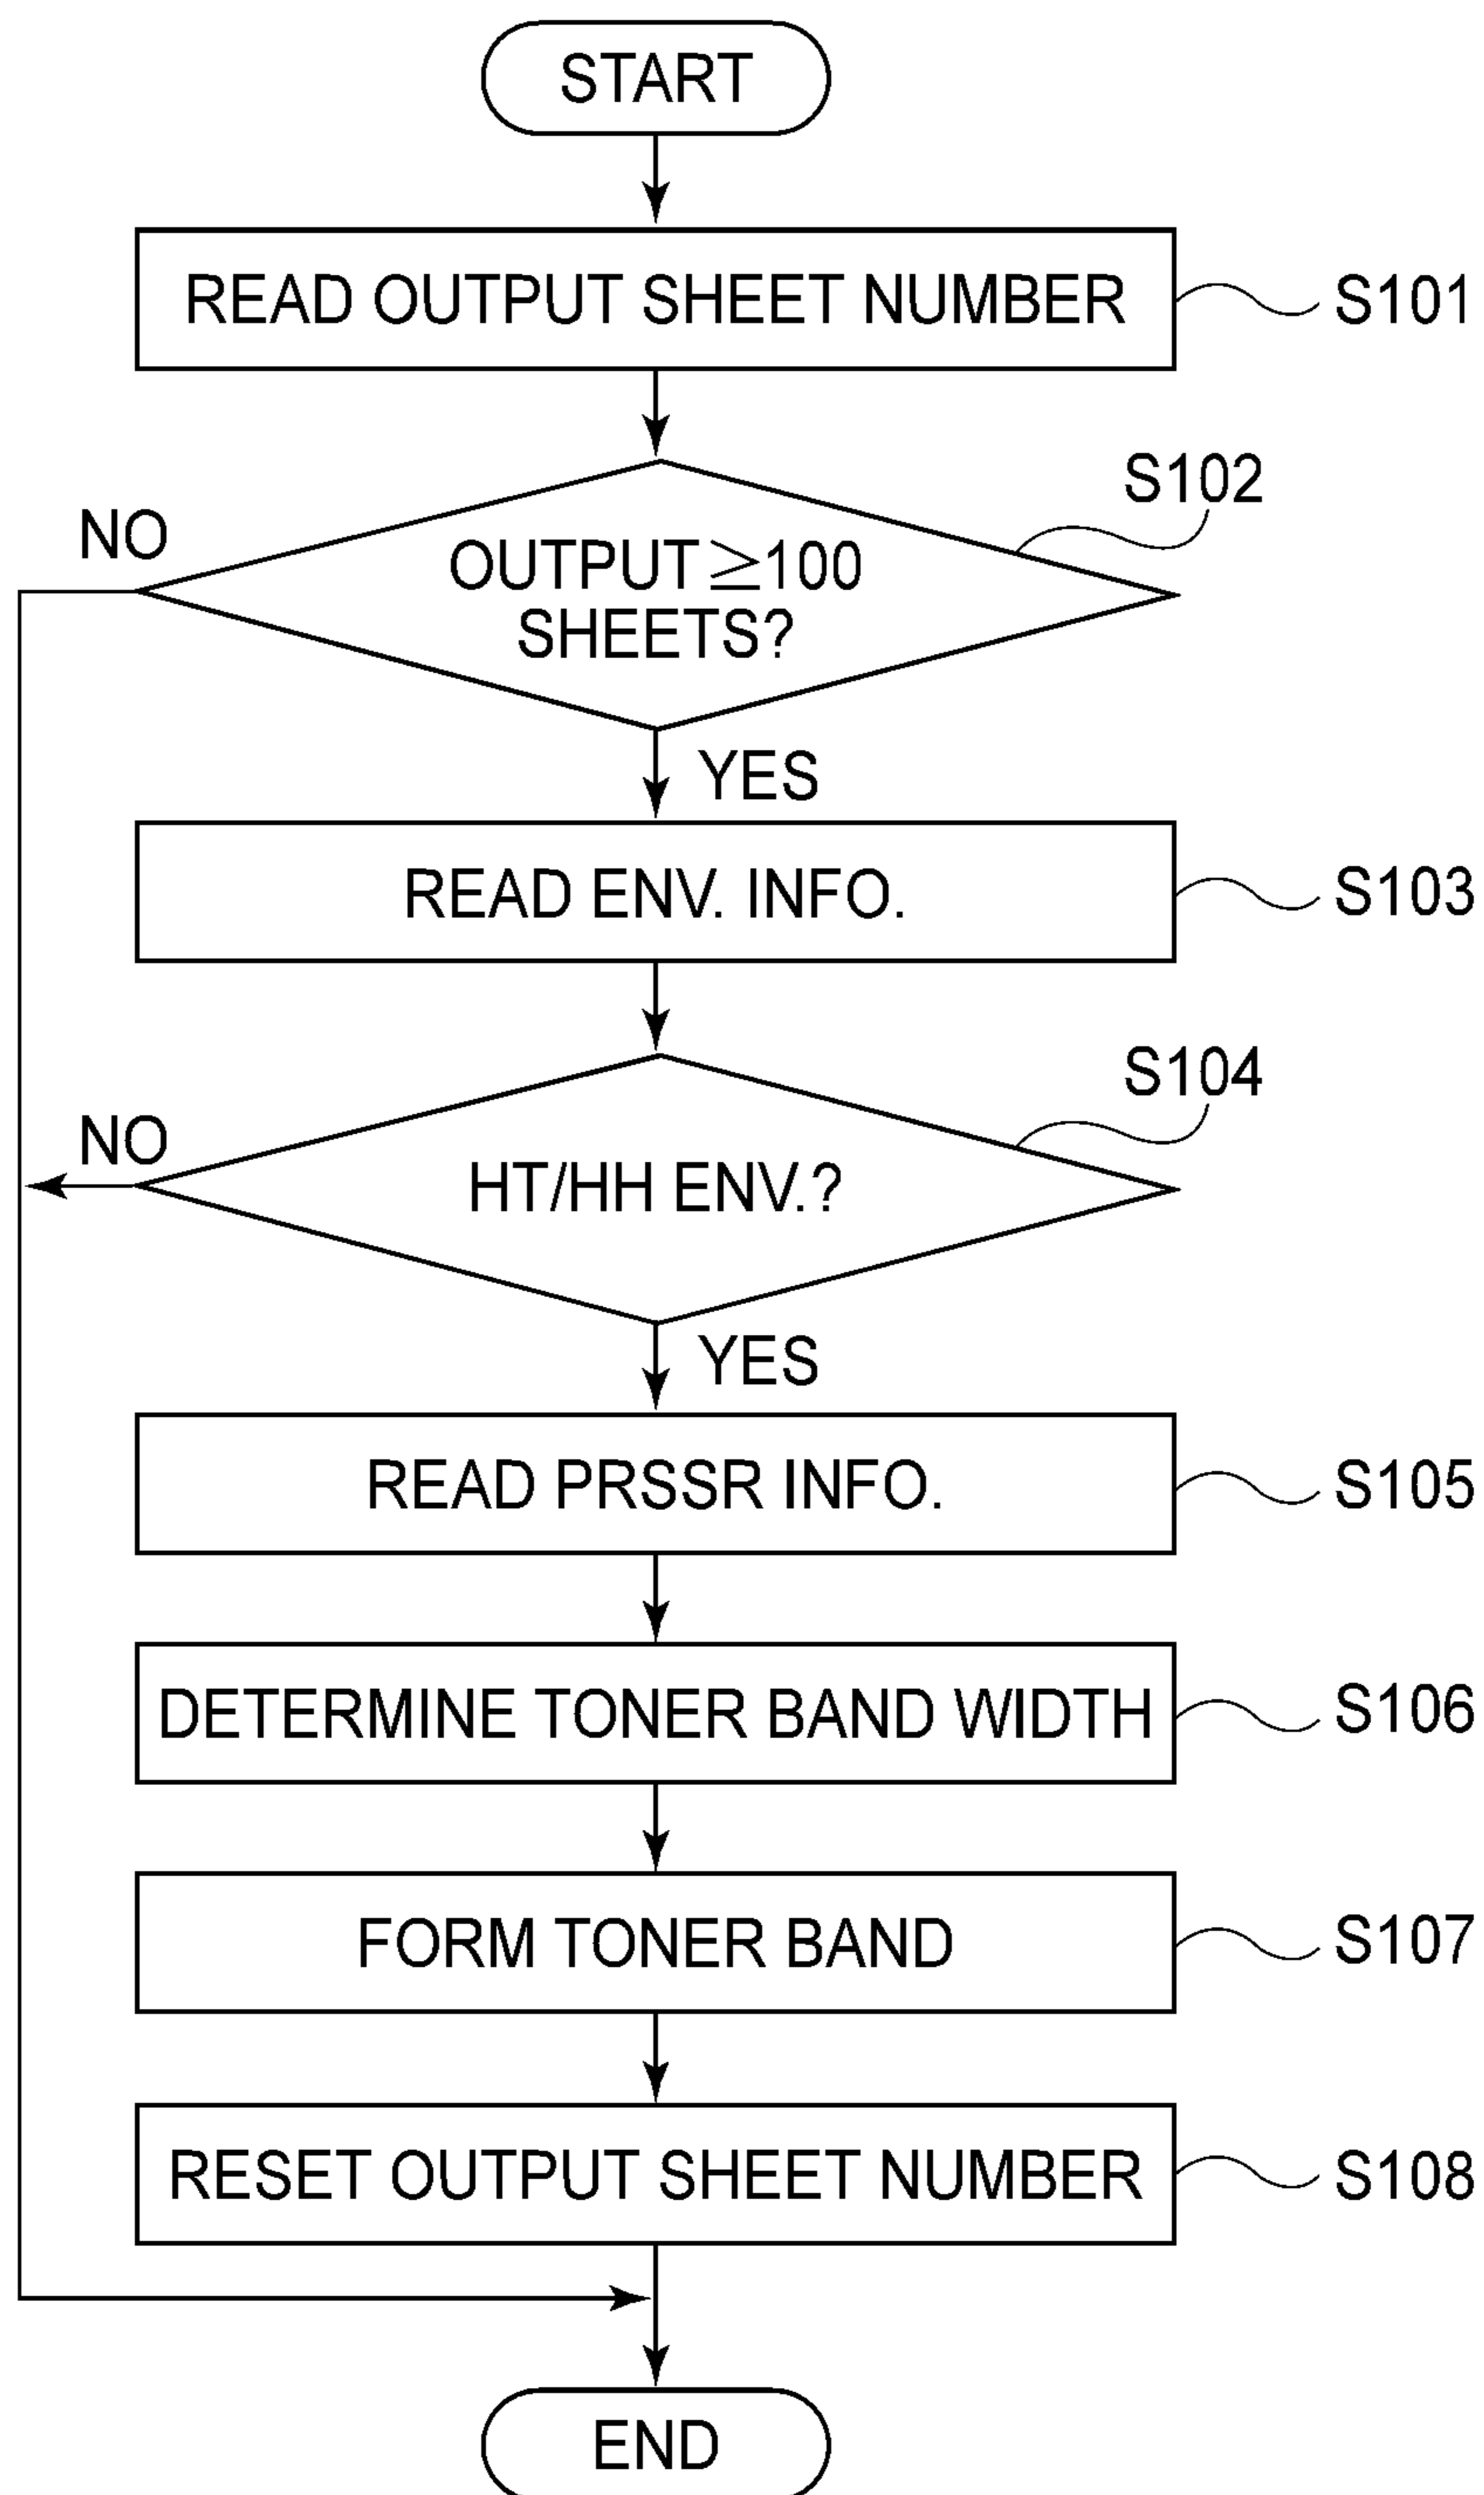 START
READ OUTPUT SHEET NUMBER
S101
S102
NO
OUTPUT≧100
SHEETS?
YES
READ ENV. INFO.
S103
S104
NO
HT/HH ENV.?
YES
READ PRSSR INFO.
S105
DETERMINE TONER BAND WIDTH
S106
FORM TONER BAND
S107
RESET OUTPUT SHEET NUMBER
S108
END